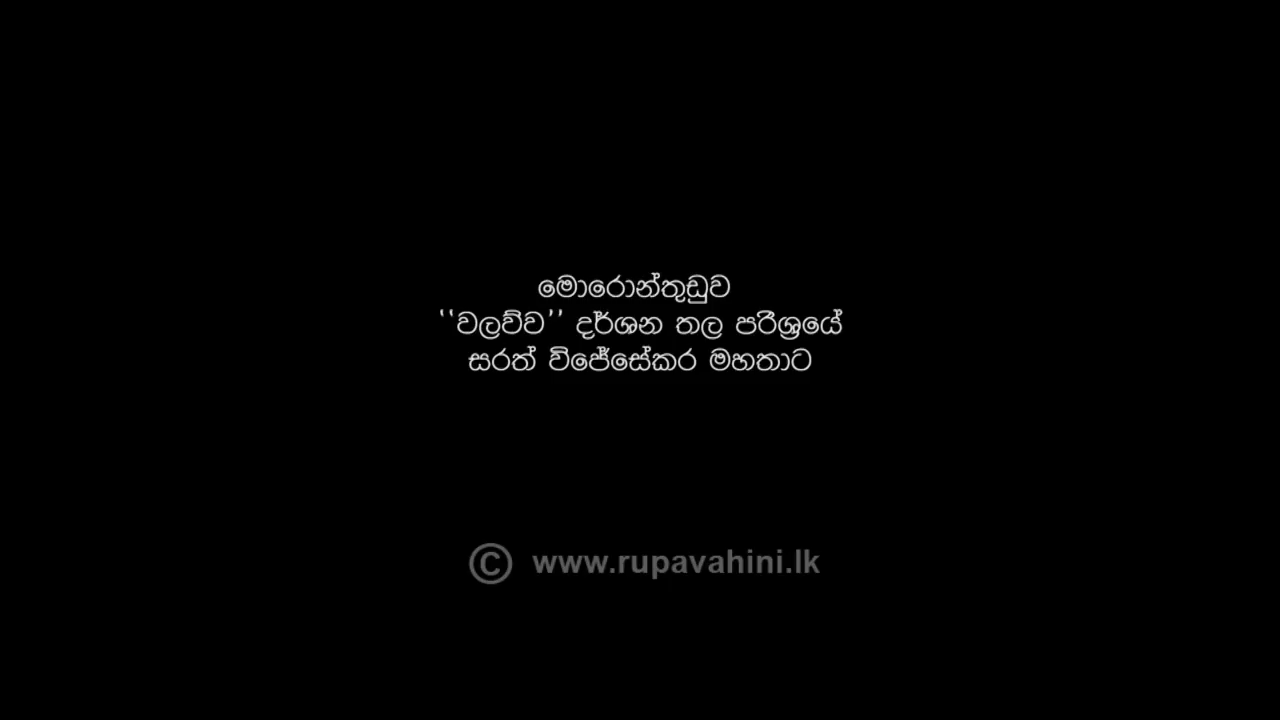 මොරොන්තුඩුව
‘‘වලව්ව’’ දර්ශන තල පරිශ්‍රයේ
සරත් විජේසේකර මහතාට
© www.rupavahini.lk